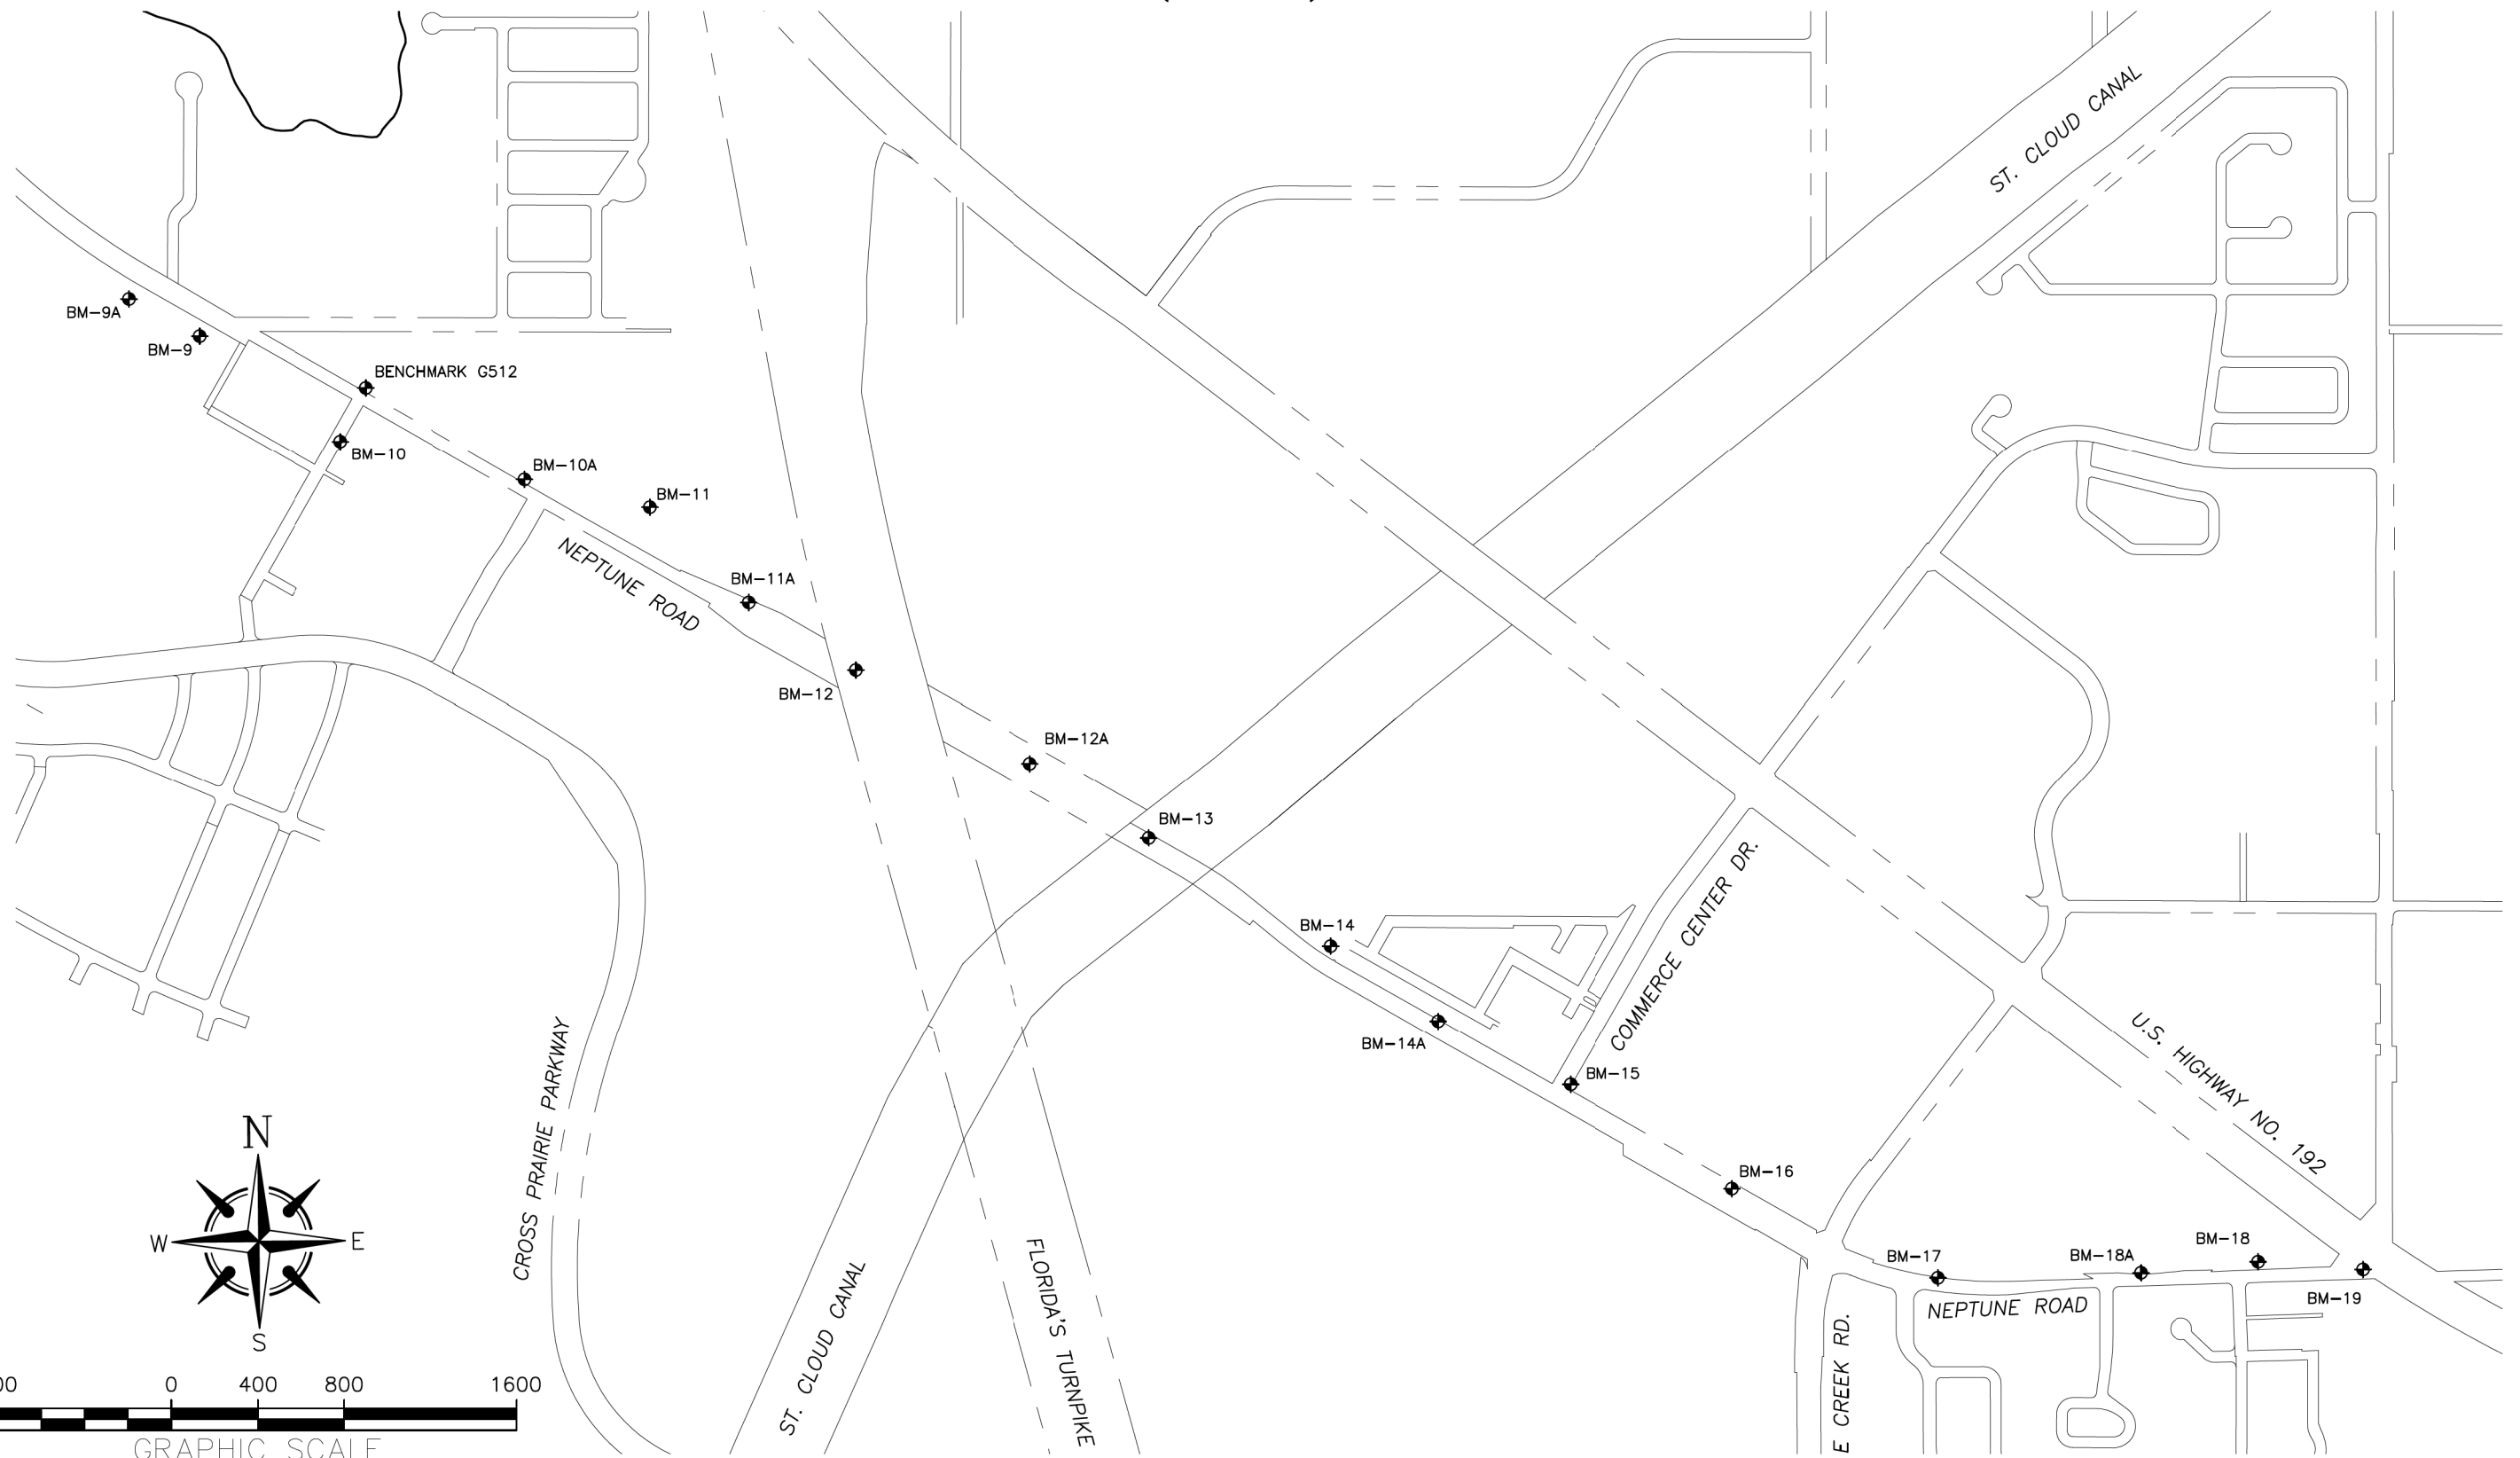 ST. CLOUD CANAL
BM-9A
BM-9
BENCHMARK G512
BM-10
BM-10A
BM-11
NEPTUNE ROAD
BM-11A
BM-12
BM-12A
BM-13
BM-14
COMMERCE CENTER DR.
BM-14A
BM-15
U.S. HIGHWAY NO. 192
CROSS PRAIRIE PARKWAY
N
W
E
S
BM-16
BM-17
BM-18A
BM-18
BM-19
NEPTUNE ROAD
FLORIDA'S TURNPIKE
ST. CLOUD CANAL
E CREEK RD.
00 0 400 800 1600
GRAPHIC SCALE